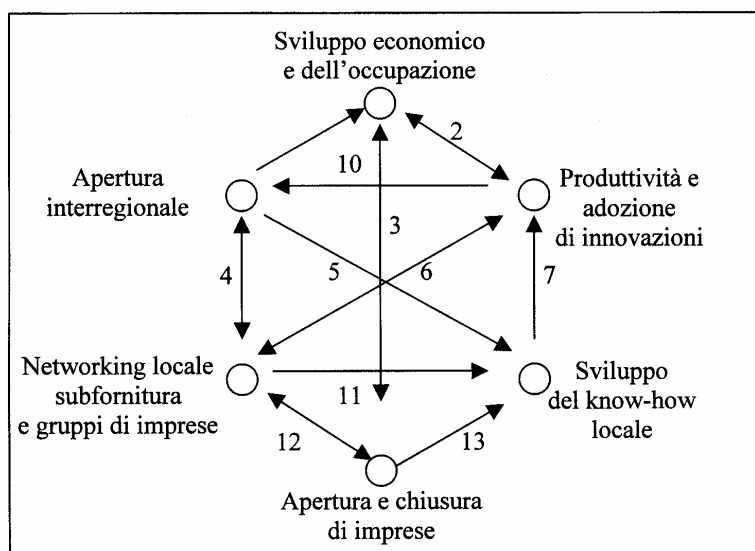 Sviluppo economico
e dell'occupazione
2
10
Apertura
interregionale
Produttività e
adozione
di innovazioni
3
4
5
6
7
Networking locale
subfornitura
e gruppi di imprese
Sviluppo
del know-how
locale
11
12
13
Apertura e chiusura
di imprese